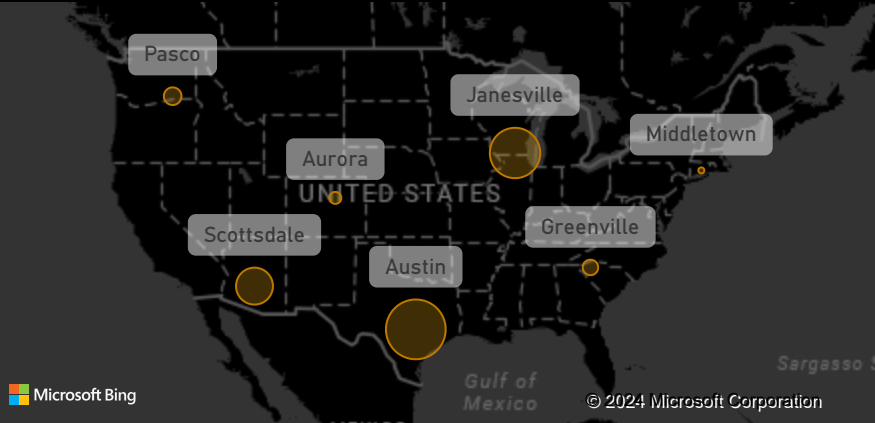 Pasco
Janesville
Middletown
Aurora
UNITED STATES
Scottsdale
Greenville
Austin
Sargasso S
Gulf of
Mexico
Microsoft Bing
© 2024 Microsoft Corporation